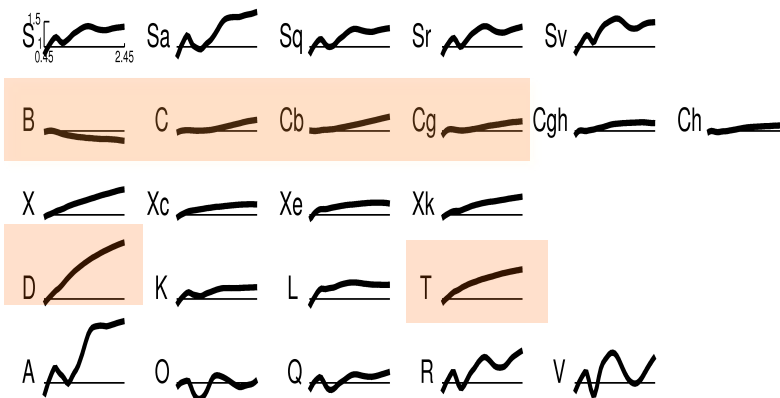 S 1.5 1 0.45 2.45 Sa Sq Sr Sv
B C Cb Cg Cgh Ch
X Xc Xe Xk
D K L T
A O Q R V